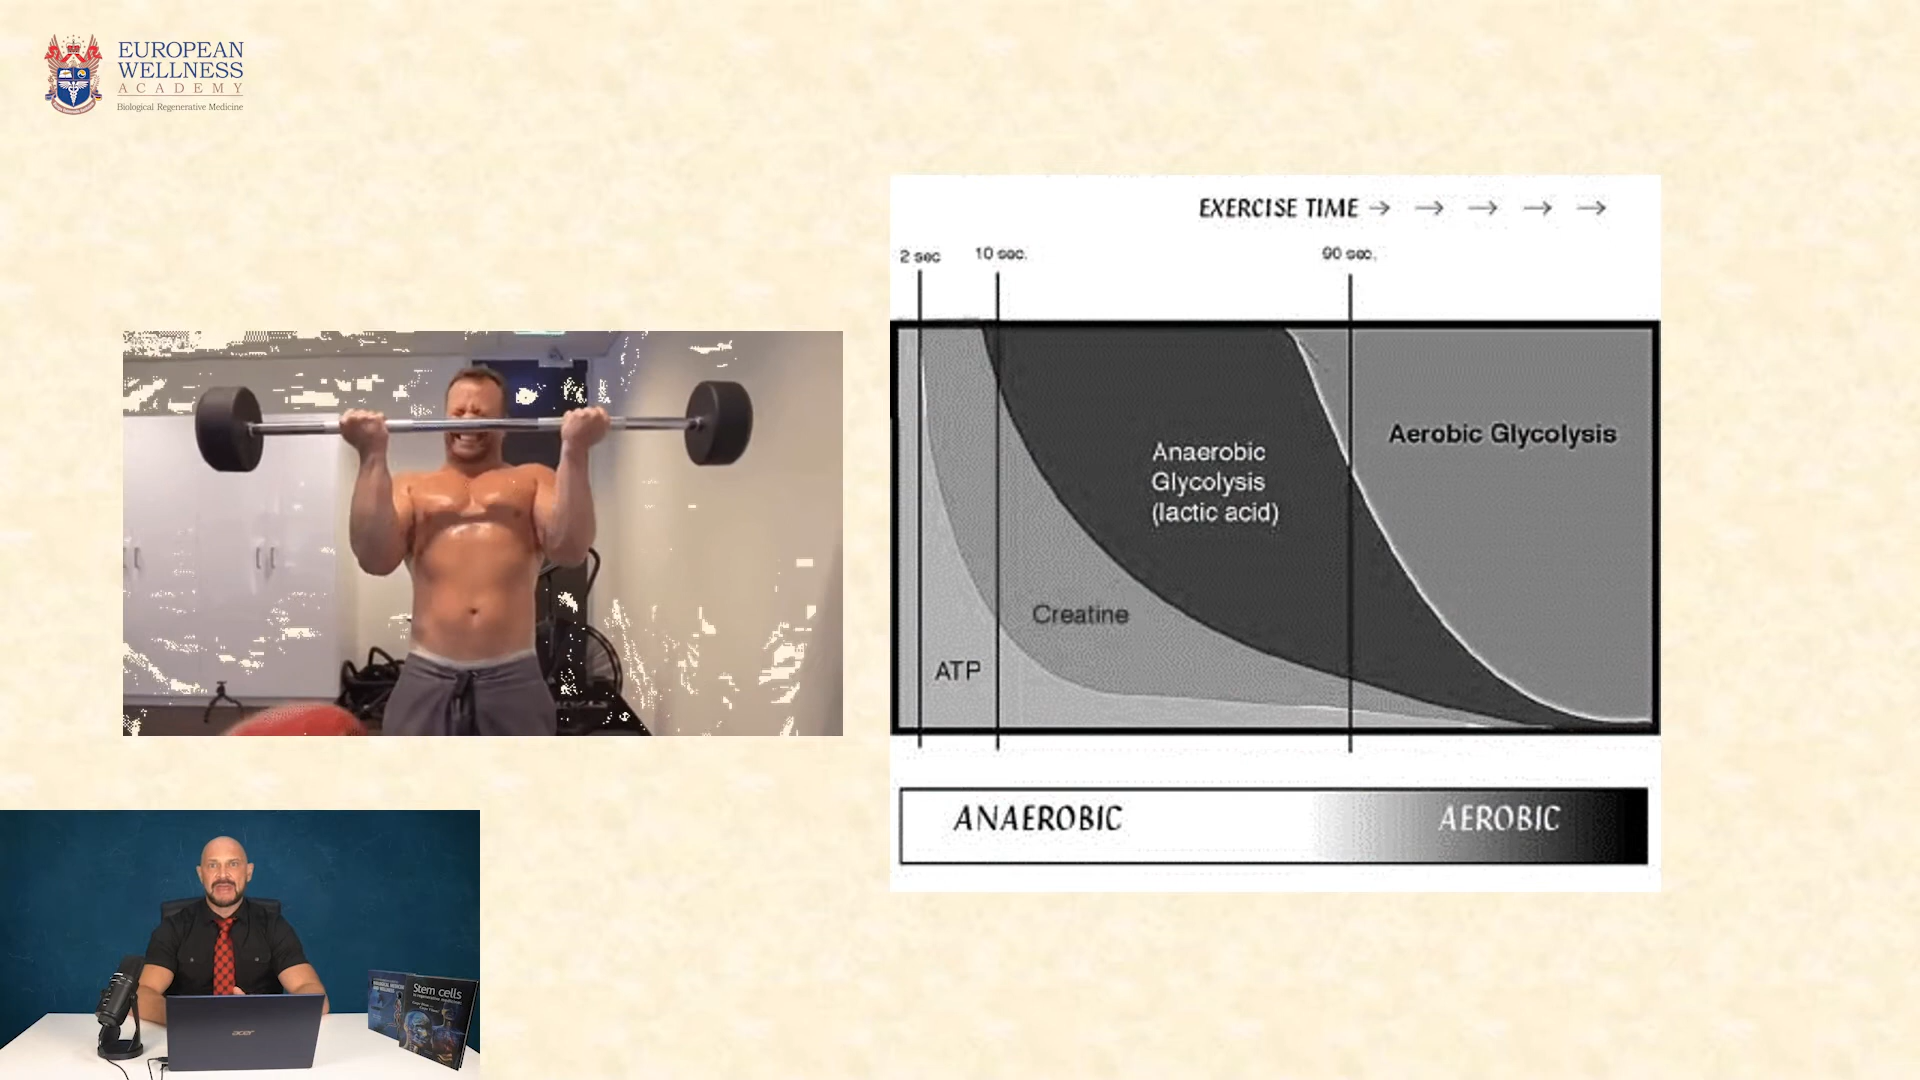 EUROPEAN
WELLNESS
ACADEMY
Biological Regenerative Medicine
EXERCISE TIME → → → → →
2 sec
10 sec.
90 sec.
Aerobic Glycolysis
Anaerobic
Glycolysis
(lactic acid)
Creatine
ATP
ANAEROBIC
AEROBIC
acer
Stem cells